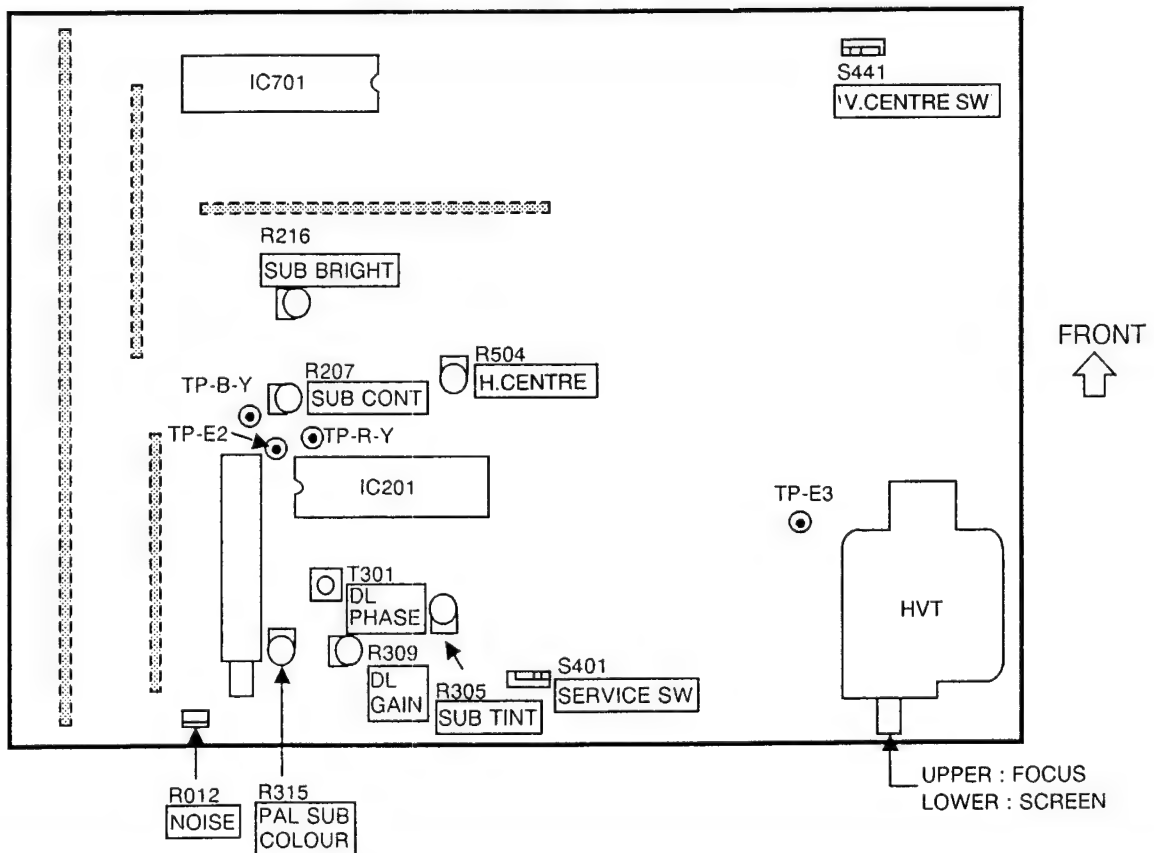 IC701
S441
V.CENTRE SW
R216
SUB BRIGHT
FRONT
R504
H.CENTRE
R207
SUB CONT
TP-B-Y
TP-E2
TP-R-Y
IC201
TP-E3
T301
DL
PHASE
HVT
R309
DL
GAIN
R305
SUB TINT
S401
SERVICE SW
UPPER : FOCUS
LOWER : SCREEN
R012
NOISE
R315
PAL SUB
COLOUR